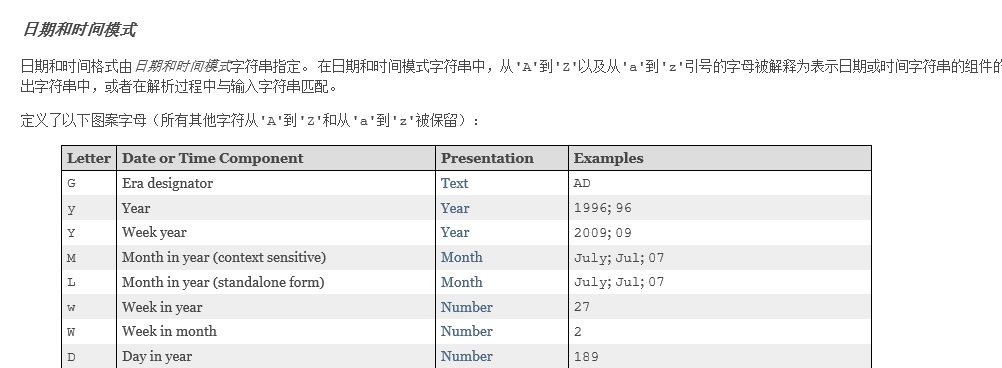 日期和时间模式
日期和时间格式由日期和时间模式字符串指定。 在日期和时间模式字符串中，从'A'到'Z'以及从'a'到'z'引号的字母被解释为表示日期或时间字符串的组件的
出字符串中，或者在解析过程中与输入字符串匹配。
定义了以下图案字母（所有其他字符从'A'到'Z'和从'a'到'z'被保留）：
Letter Date or Time Component Presentation Examples
G Era designator Text AD
y Year Year 1996; 96
Y Week year Year 2009; 09
M Month in year (context sensitive) Month July; Jul; 07
L Month in year (standalone form) Month July; Jul; 07
w Week in year Number 27
W Week in month Number 2
D Day in year Number 189